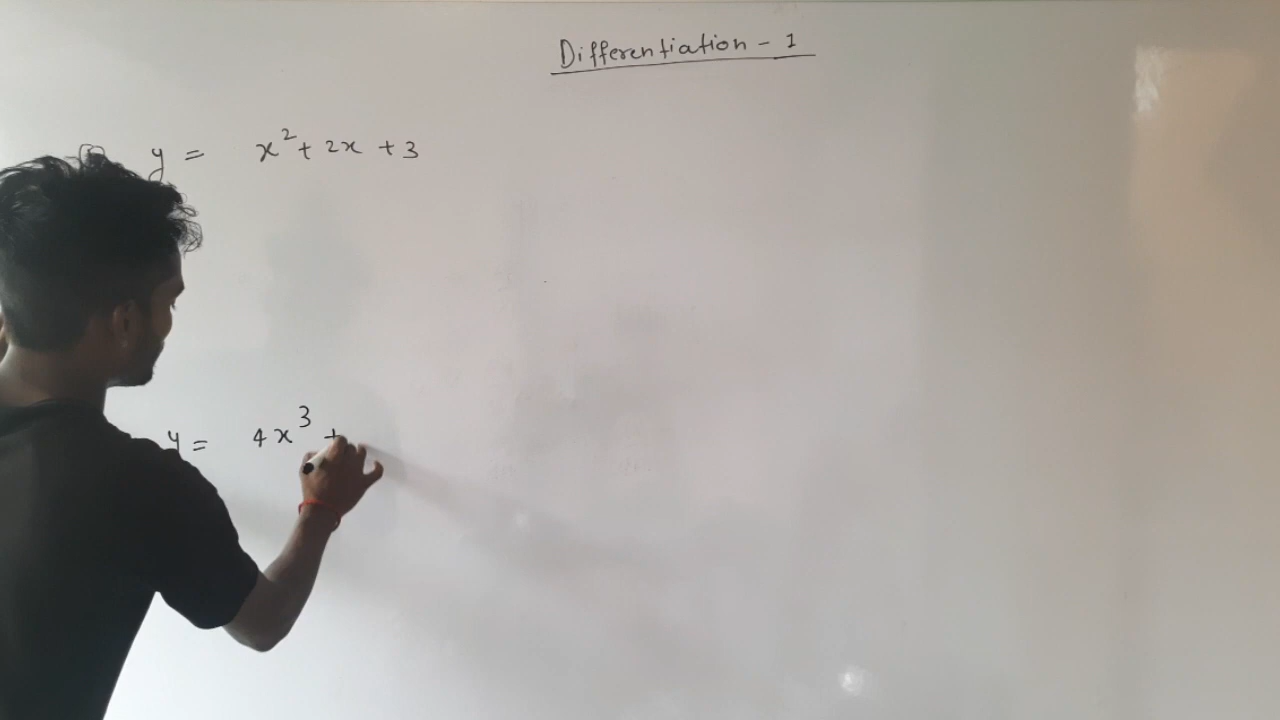 Differentiation - 1
y = x² + 2x + 3
y = 4x³ +